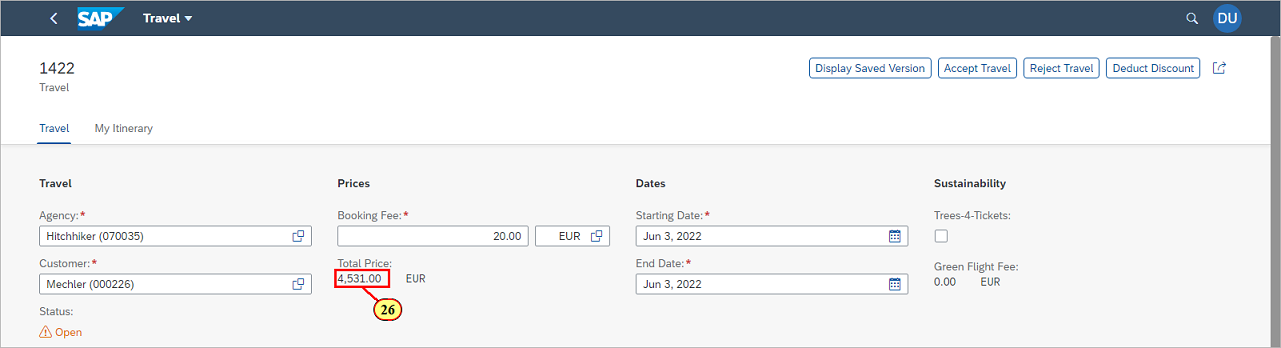 SAP Travel DU
1422
Travel
Display Saved Version Accept Travel Reject Travel Deduct Discount
Travel My Itinerary
Travel Prices Dates Sustainability
Agency:* Booking Fee:* Starting Date:* Trees-4-Tickets:
Hitchhiker (070035) 20.00 EUR Jun 3, 2022
Customer:* Total Price: End Date:* Green Flight Fee:
Mechler (000226) 4,531.00 EUR Jun 3, 2022 0.00 EUR
26
Status:
Open